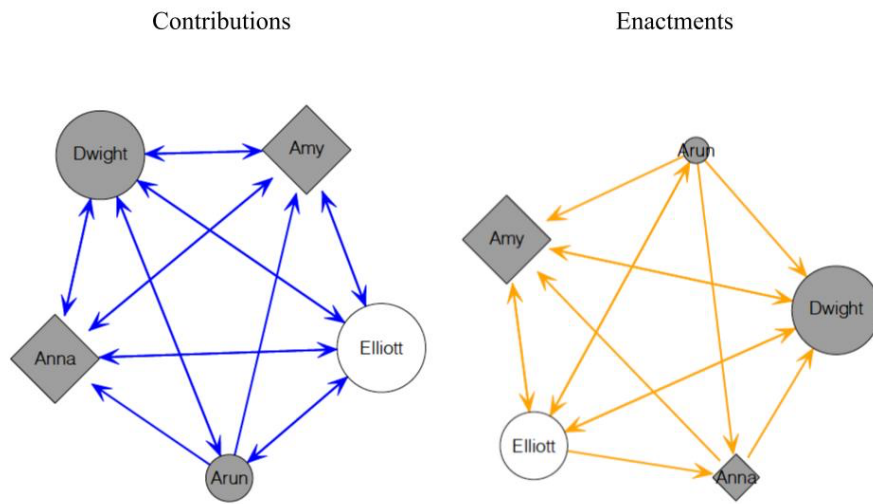 Contributions
Enactments
Dwight
Amy
Anna
Elliott
Arun
Arun
Amy
Dwight
Elliott
Anna